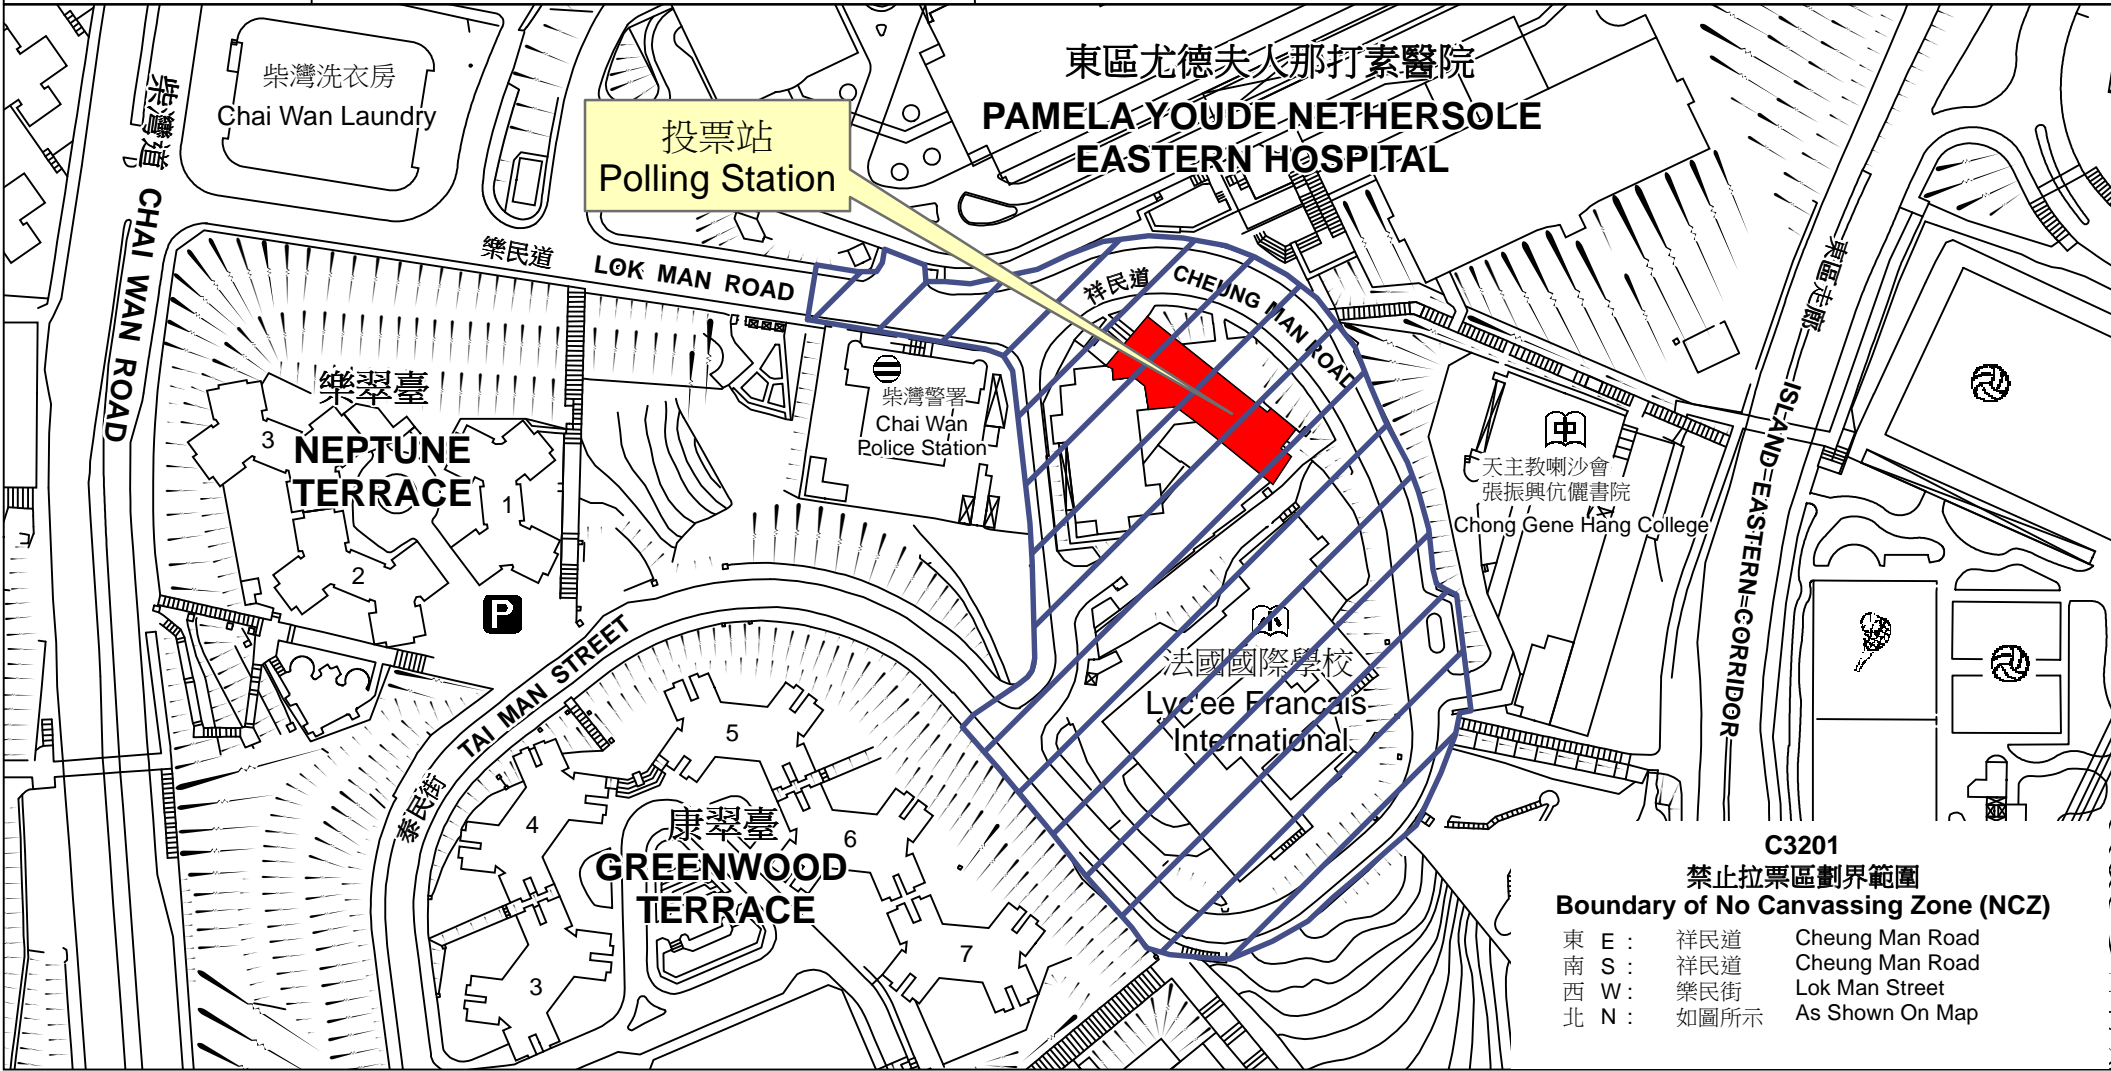 柴灣洗衣房
Chai Wan Laundry
柴灣道
CHAI WAN ROAD
投票站
Polling Station
東區尤德夫人那打素醫院
PAMELA YOUDE NETHERSOLE
EASTERN HOSPITAL
樂民道
LOK MAN ROAD
祥民道
CHEUNG MAN ROAD
東區走廊
ISLAND EASTERN CORRIDOR
樂翠臺
NEPTUNE
TERRACE
3
1
2
P
柴灣警署
Chai Wan
Police Station
中
天主教喇沙會
張振興伉儷書院
Chong Gene Hang College
法國國際學校
Lyc'ee Francais
International
泰民街
TAI MAN STREET
康翠臺
GREENWOOD
TERRACE
5
4
6
3
7
C3201
禁止拉票區劃界範圍
Boundary of No Canvassing Zone (NCZ)
東 E : 祥民道 Cheung Man Road
南 S : 祥民道 Cheung Man Road
西 W : 樂民街 Lok Man Street
北 N : 如圖所示 As Shown On Map